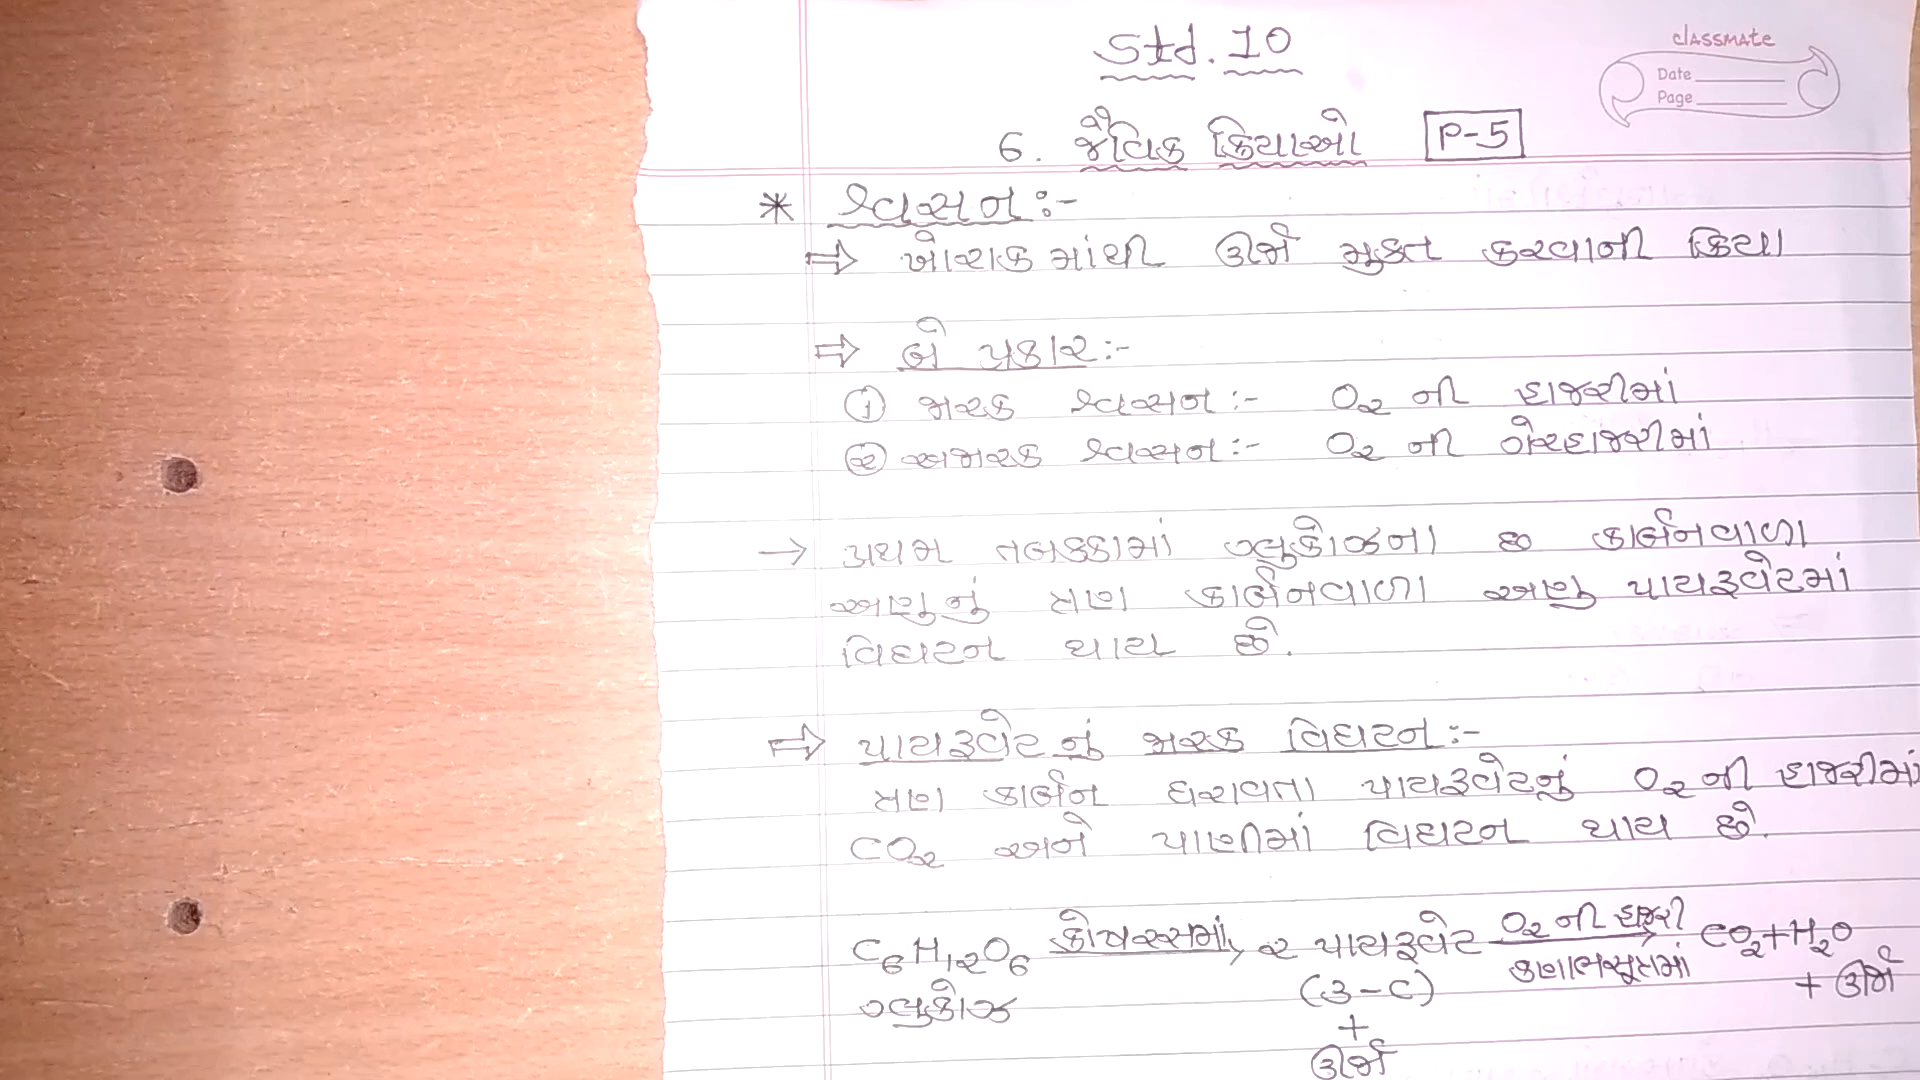 Std. 10
classmate
Date
Page
6. જૈવિક ક્રિયાઓ P-5
* શ્વસન:-
⇒ ખોરાકમાંથી ઊર્જા મુક્ત કરવાની ક્રિયા
⇒ બે પ્રકાર:-
① જારક શ્વસન:- O₂ ની હાજરીમાં
② અજારક શ્વસન:- O₂ ની ગેરહાજરીમાં
→ પ્રથમ તબક્કામાં ગ્લુકોઝના છ કાર્બનવાળા
અણુનું ત્રણ કાર્બનવાળા અણુ પાયરૂવેટમાં
વિઘટન થાય છે.
⇒ પાયરૂવેટનું જારક વિઘટન:-
ત્રણ કાર્બન ધરાવતા પાયરૂવેટનું O₂ ની હાજરીમાં
CO₂ અને પાણીમાં વિઘટન થાય છે.
C₆H₁₂O₆ કોષરસમાં → ૨ પાયરૂવેટ O₂ ની હાજરી → CO₂+H₂O
કણાભસૂત્રમાં
ગ્લુકોઝ (૩-C) + ઊર્જા
+
ઊર્જા